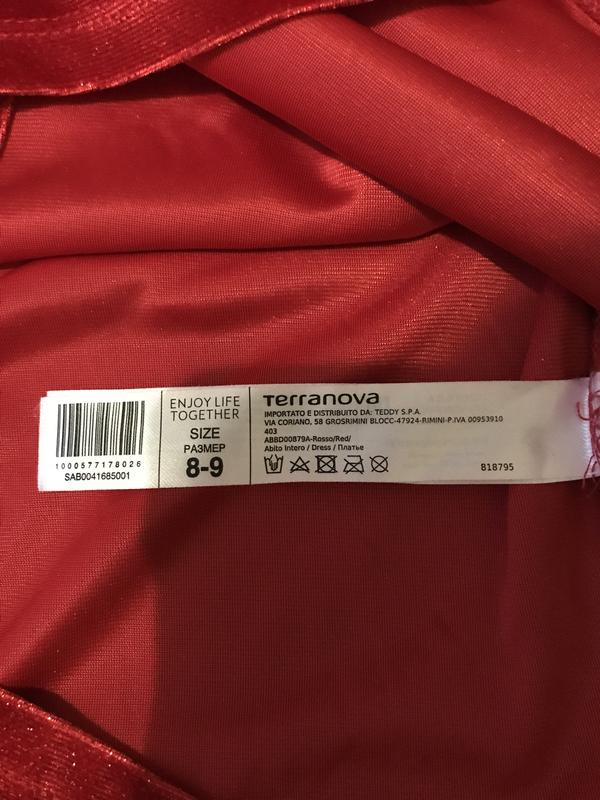 1000577178026
SAB0041685001
ENJOY LIFE
TOGETHER
SIZE
РАЗМЕР
8-9
Terranova
IMPORTATO E DISTRIBUITO DA: TEDDY S.P.A.
VIA CORIANO, 58 GROSRIMINI BLOCC-47924-RIMINI-P.IVA 00953910
403
ABBD00879A-Rosso/Red/
Abito Intero / Dress / Платье
818795